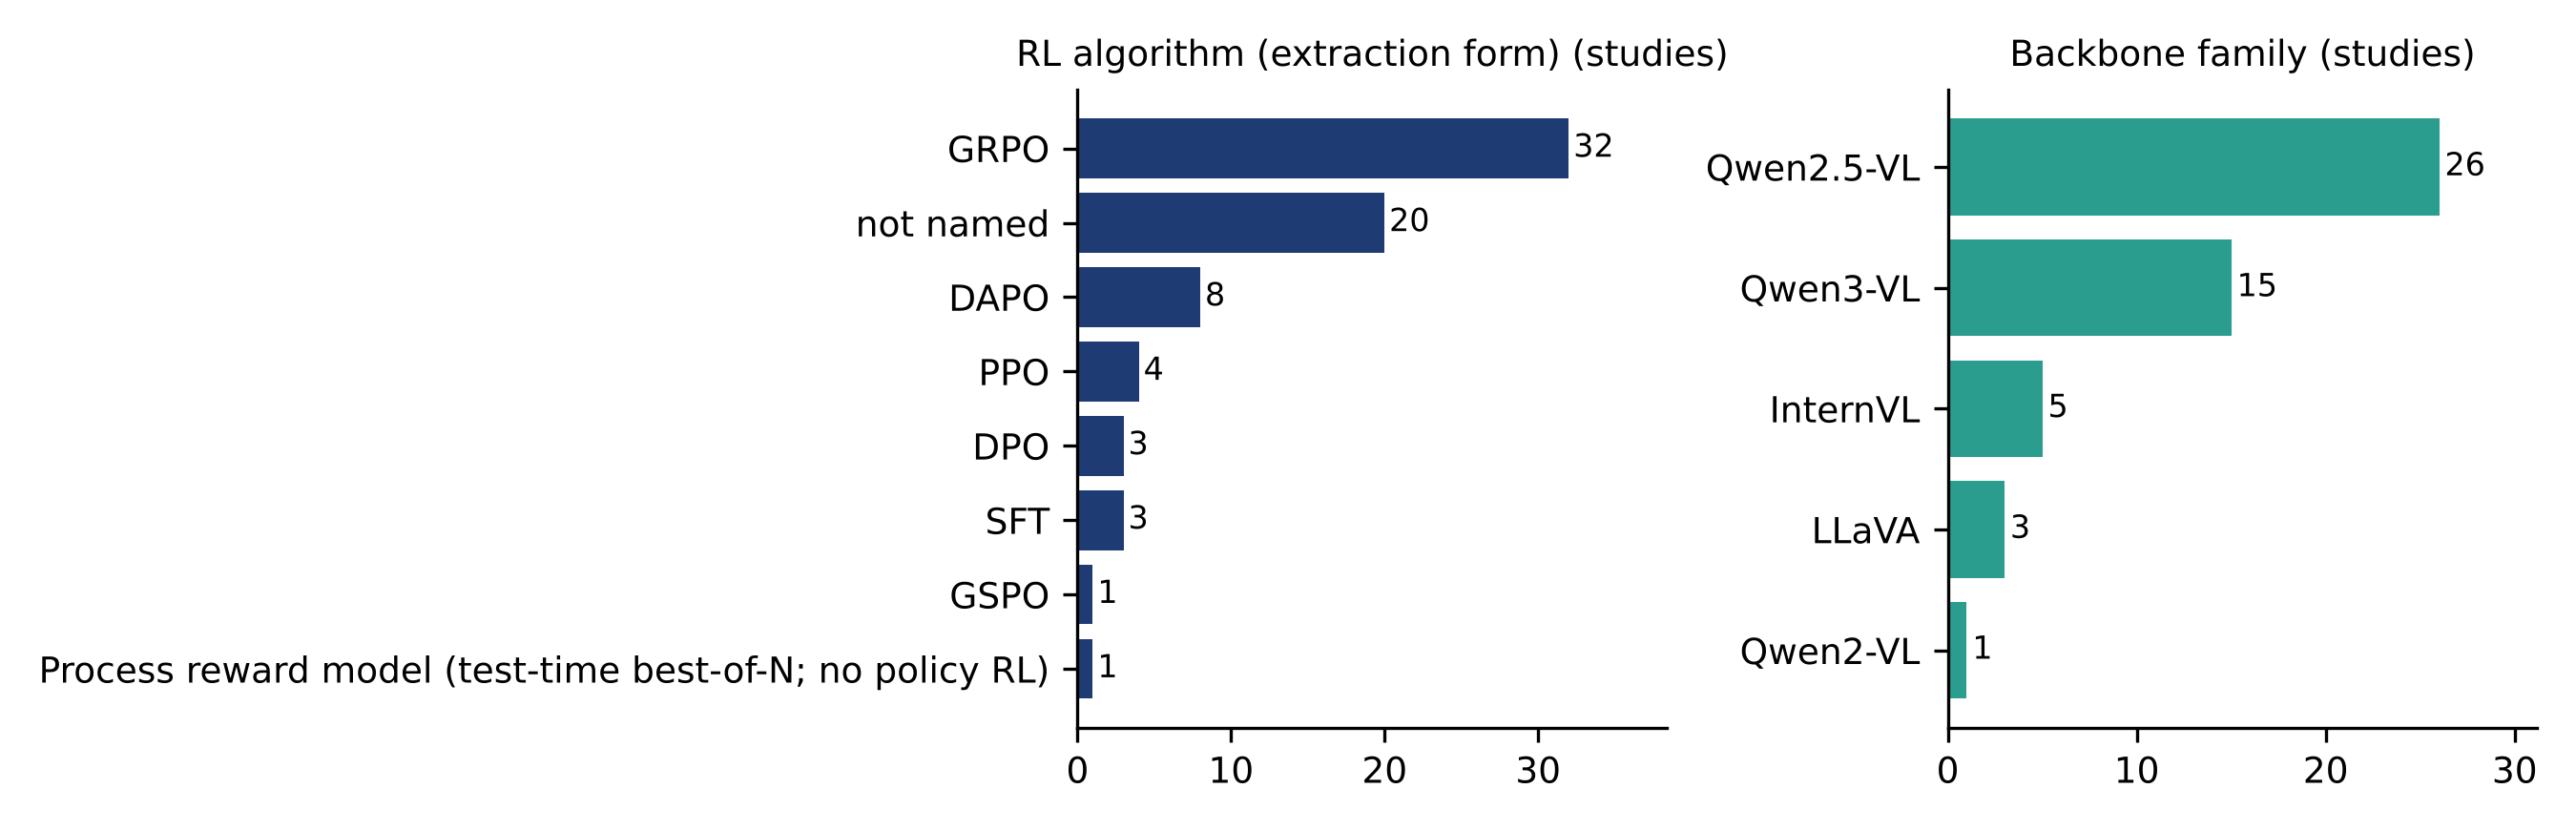 RL algorithm (extraction form) (studies)
GRPO 32
not named 20
DAPO 8
PPO 4
DPO 3
SFT 3
GSPO 1
Process reward model (test-time best-of-N; no policy RL) 1
0 10 20 30
Backbone family (studies)
Qwen2.5-VL 26
Qwen3-VL 15
InternVL 5
LLaVA 3
Qwen2-VL 1
0 10 20 30